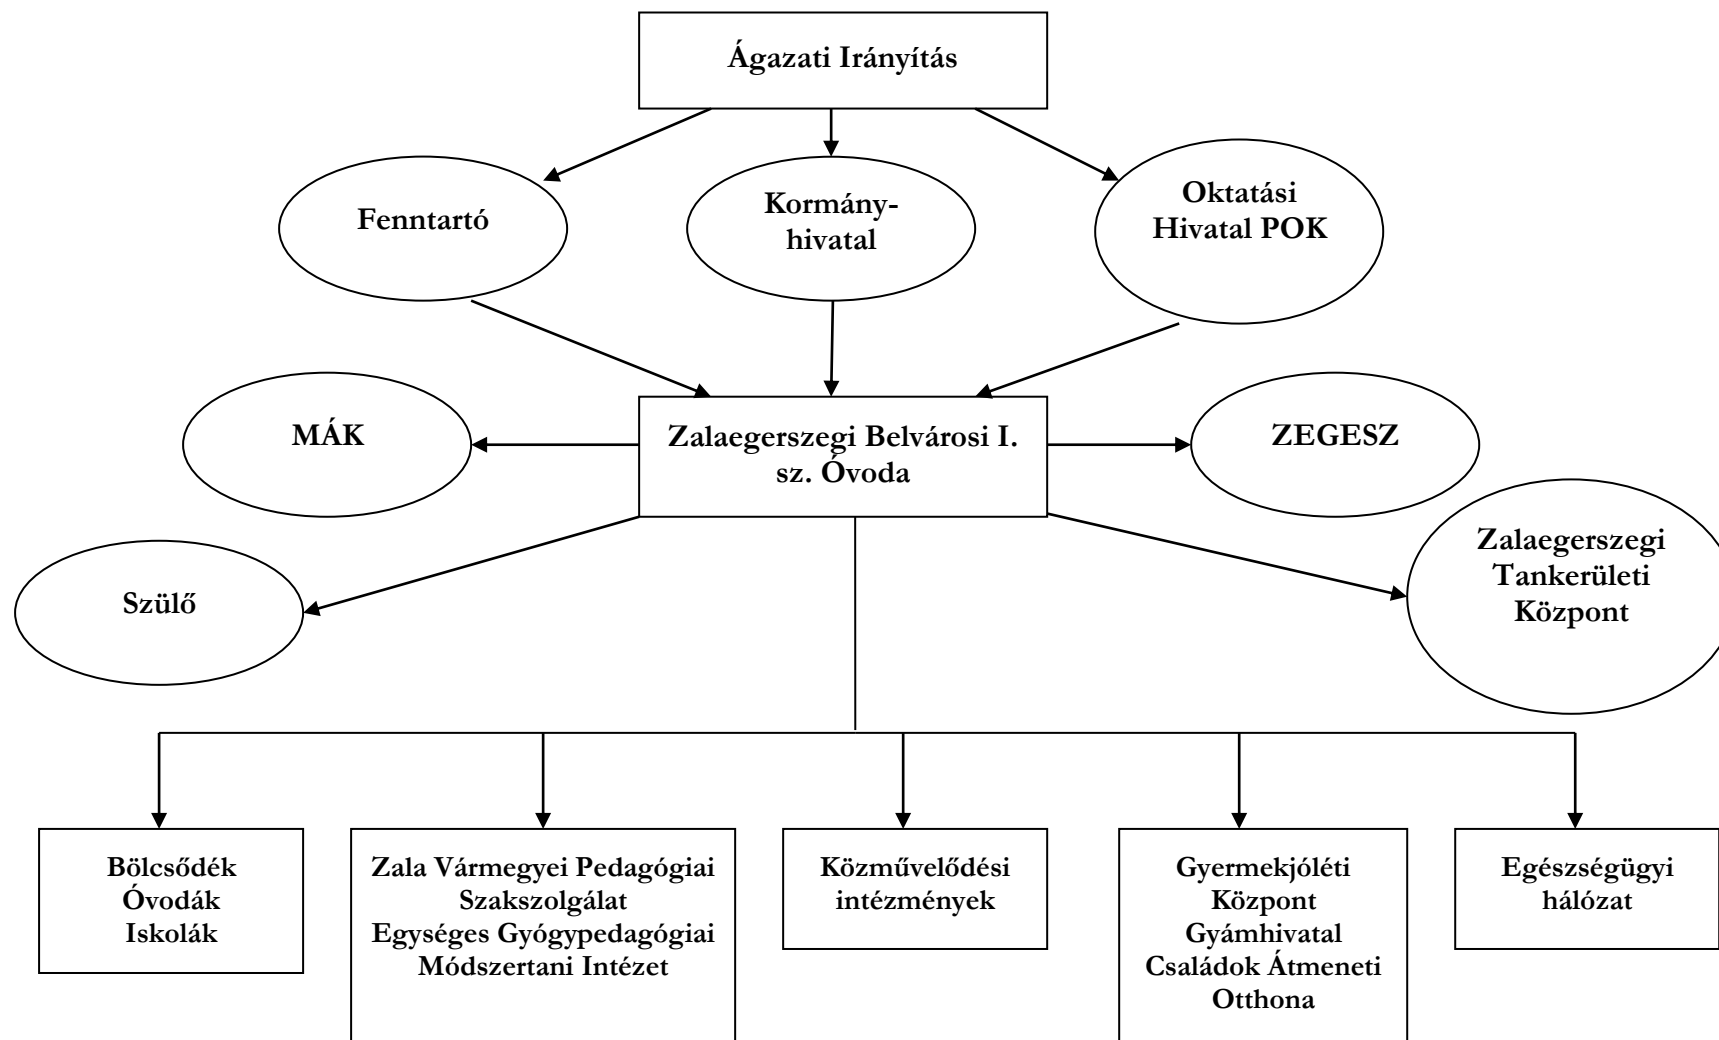 Ágazati Irányítás
Fenntartó
Kormány-
hivatal
Oktatási
Hivatal POK
MÁK
Zalaegerszegi Belvárosi I.
sz. Óvoda
ZEGESZ
Szülő
Zalaegerszegi
Tankerületi
Központ
Bölcsődék
Óvodák
Iskolák
Zala Vármegyei Pedagógiai
Szakszolgálat
Egységes Gyógypedagógiai
Módszertani Intézet
Közművelődési
intézmények
Gyermekjóléti
Központ
Gyámhivatal
Családok Átmeneti
Otthona
Egészségügyi
hálózat